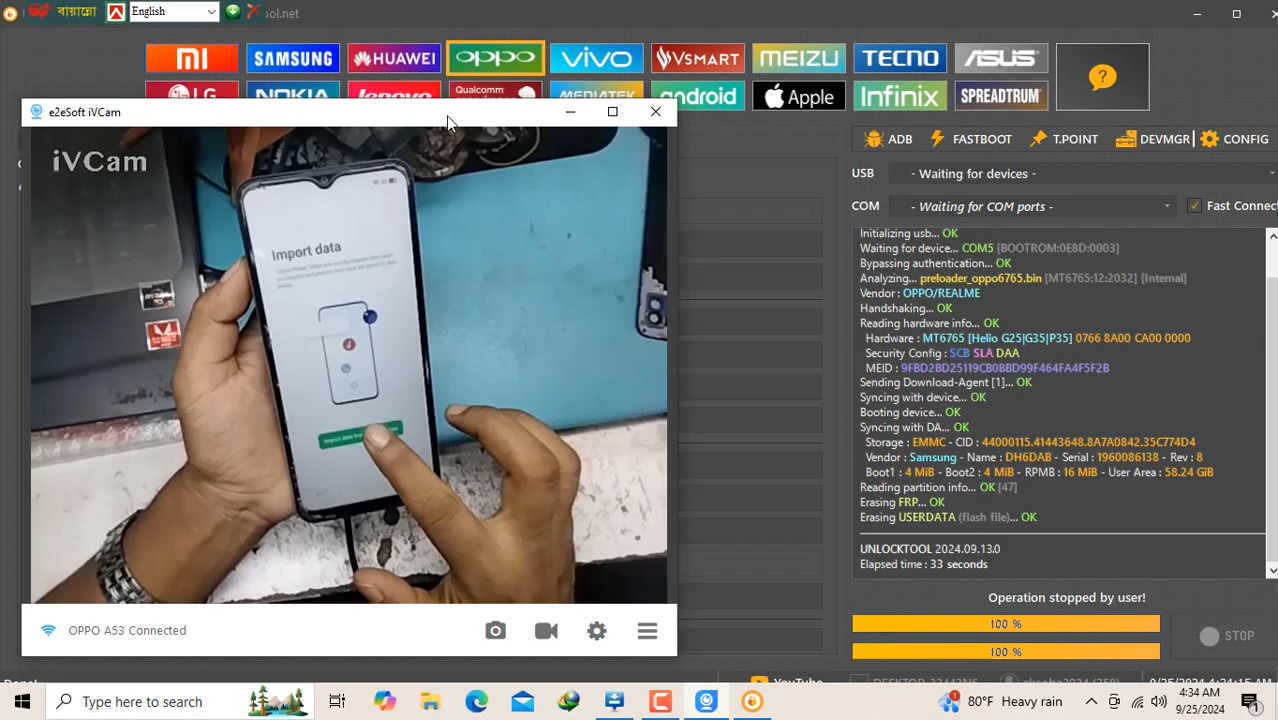 বায়ান্নো
English
ool.net
mi
SAMSUNG
HUAWEI
oppo
vivo
VSMART
MEIZU
TECNO
ASUS
?
LG
NOKIA
lenovo
Qualcomm
snapdragon
MEDIATEK
android
Apple
Infinix
SPREADTRUM
e2eSoft iVCam
ADB
FASTBOOT
T.POINT
DEVMGR
CONFIG
iVCam
USB
- Waiting for devices -
COM
- Waiting for COM ports -
Fast Connect
Import data
Initializing usb... OK
Waiting for device... COM5 [BOOTROM:0E8D:0003]
Bypassing authentication... OK
Analyzing... preloader_oppo6765.bin [MT6765:12:2032] [Internal]
Vendor : OPPO/REALME
Handshaking... OK
Reading hardware info... OK
Hardware : MT6765 [Helio G25|G35|P35] 0766 8A00 CA00 0000
Security Config : SCB SLA DAA
MEID : 9FBD2BD25119CB0BBD99F464FA4F5F2B
Sending Download-Agent [1]... OK
Syncing with device... OK
Booting device... OK
Syncing with DA... OK
Storage : EMMC - CID : 44000115.41443648.8A7A0842.35C774D4
Vendor : Samsung - Name : DH6DAB - Serial : 1960086138 - Rev : 8
Boot1 : 4 MiB - Boot2 : 4 MiB - RPMB : 16 MiB - User Area : 58.24 GiB
Reading partition info... OK [47]
Erasing FRP... OK
Erasing USERDATA (flash file)... OK
UNLOCKTOOL 2024.09.13.0
Elapsed time : 33 seconds
Operation stopped by user!
100 %
STOP
100 %
OPPO A53 Connected
YouTube
Type here to search
80°F Heavy rain
4:34 AM
9/25/2024
1
1